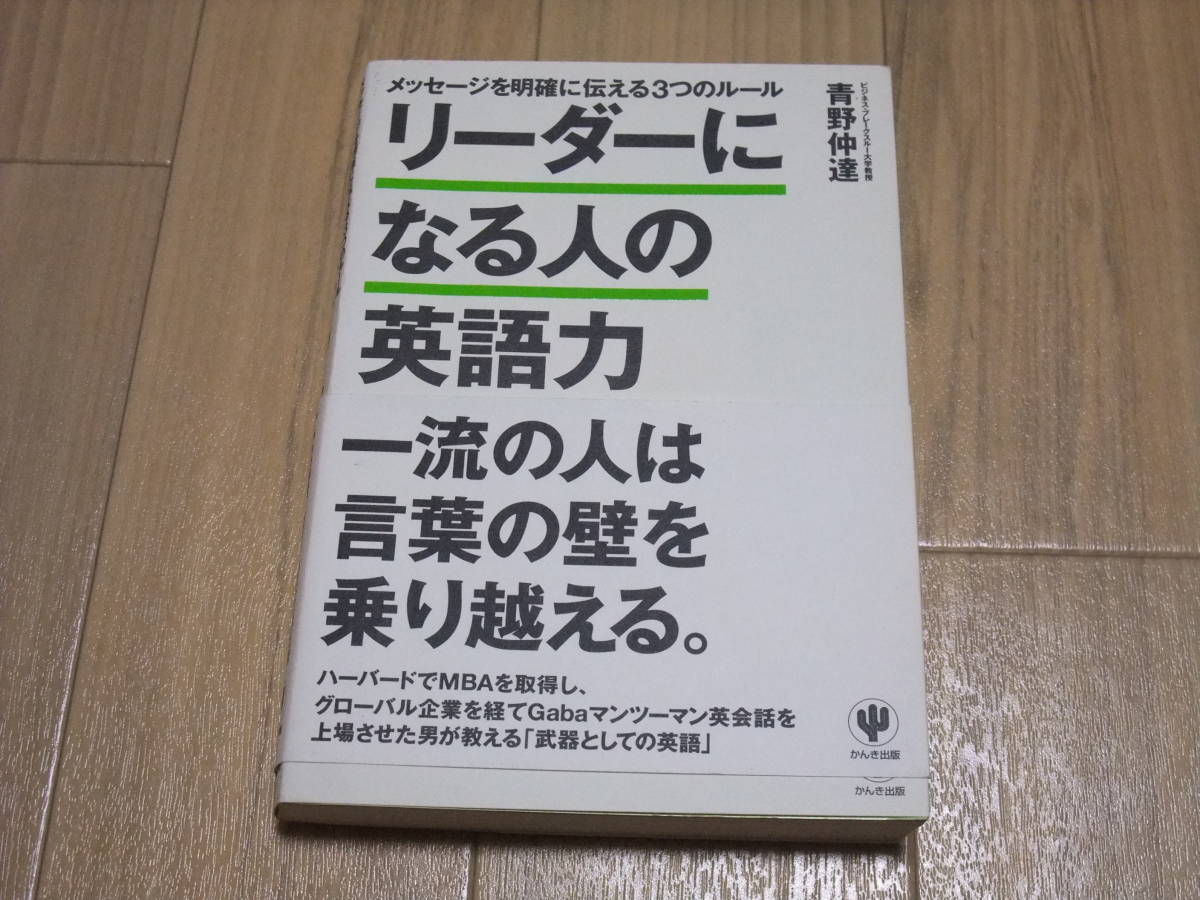 メッセージを明確に伝える3つのルール
リーダーに
なる人の
英語力
ビジネス・ブレークスルー大学教授
青野仲達
一流の人は
言葉の壁を
乗り越える。
ハーバードでMBAを取得し、
グローバル企業を経てGabaマンツーマン英会話を
上場させた男が教える「武器としての英語」
かんき出版
かんき出版